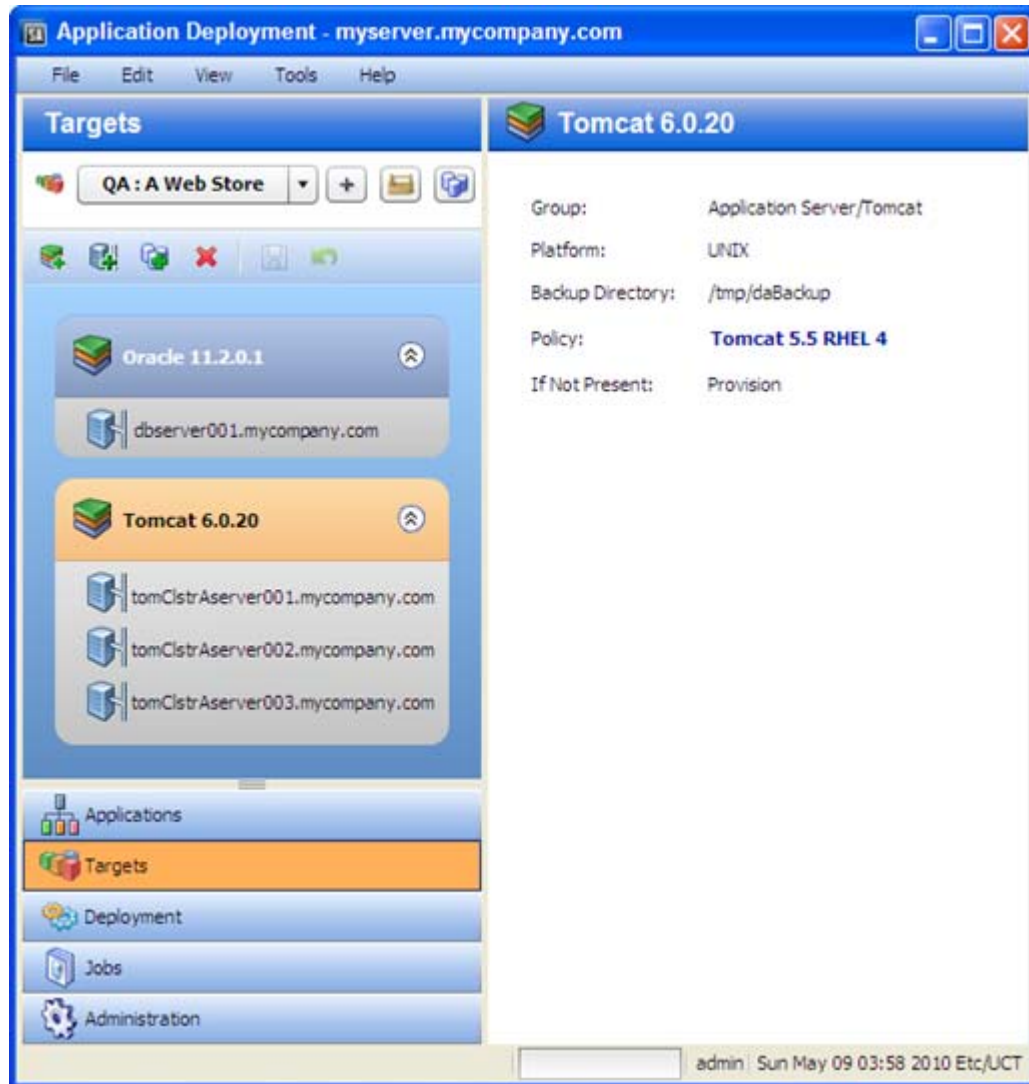 Application Deployment - myserver.mycompany.com
File Edit View Tools Help
Targets
QA : A Web Store
Oracle 11.2.0.1
dbserver001.mycompany.com
Tomcat 6.0.20
tomClstrAserver001.mycompany.com
tomClstrAserver002.mycompany.com
tomClstrAserver003.mycompany.com
Applications
Targets
Deployment
Jobs
Administration
Tomcat 6.0.20
Group: Application Server/Tomcat
Platform: UNIX
Backup Directory: /tmp/daBackup
Policy: Tomcat 5.5 RHEL 4
If Not Present: Provision
admin Sun May 09 03:58 2010 Etc/UCT